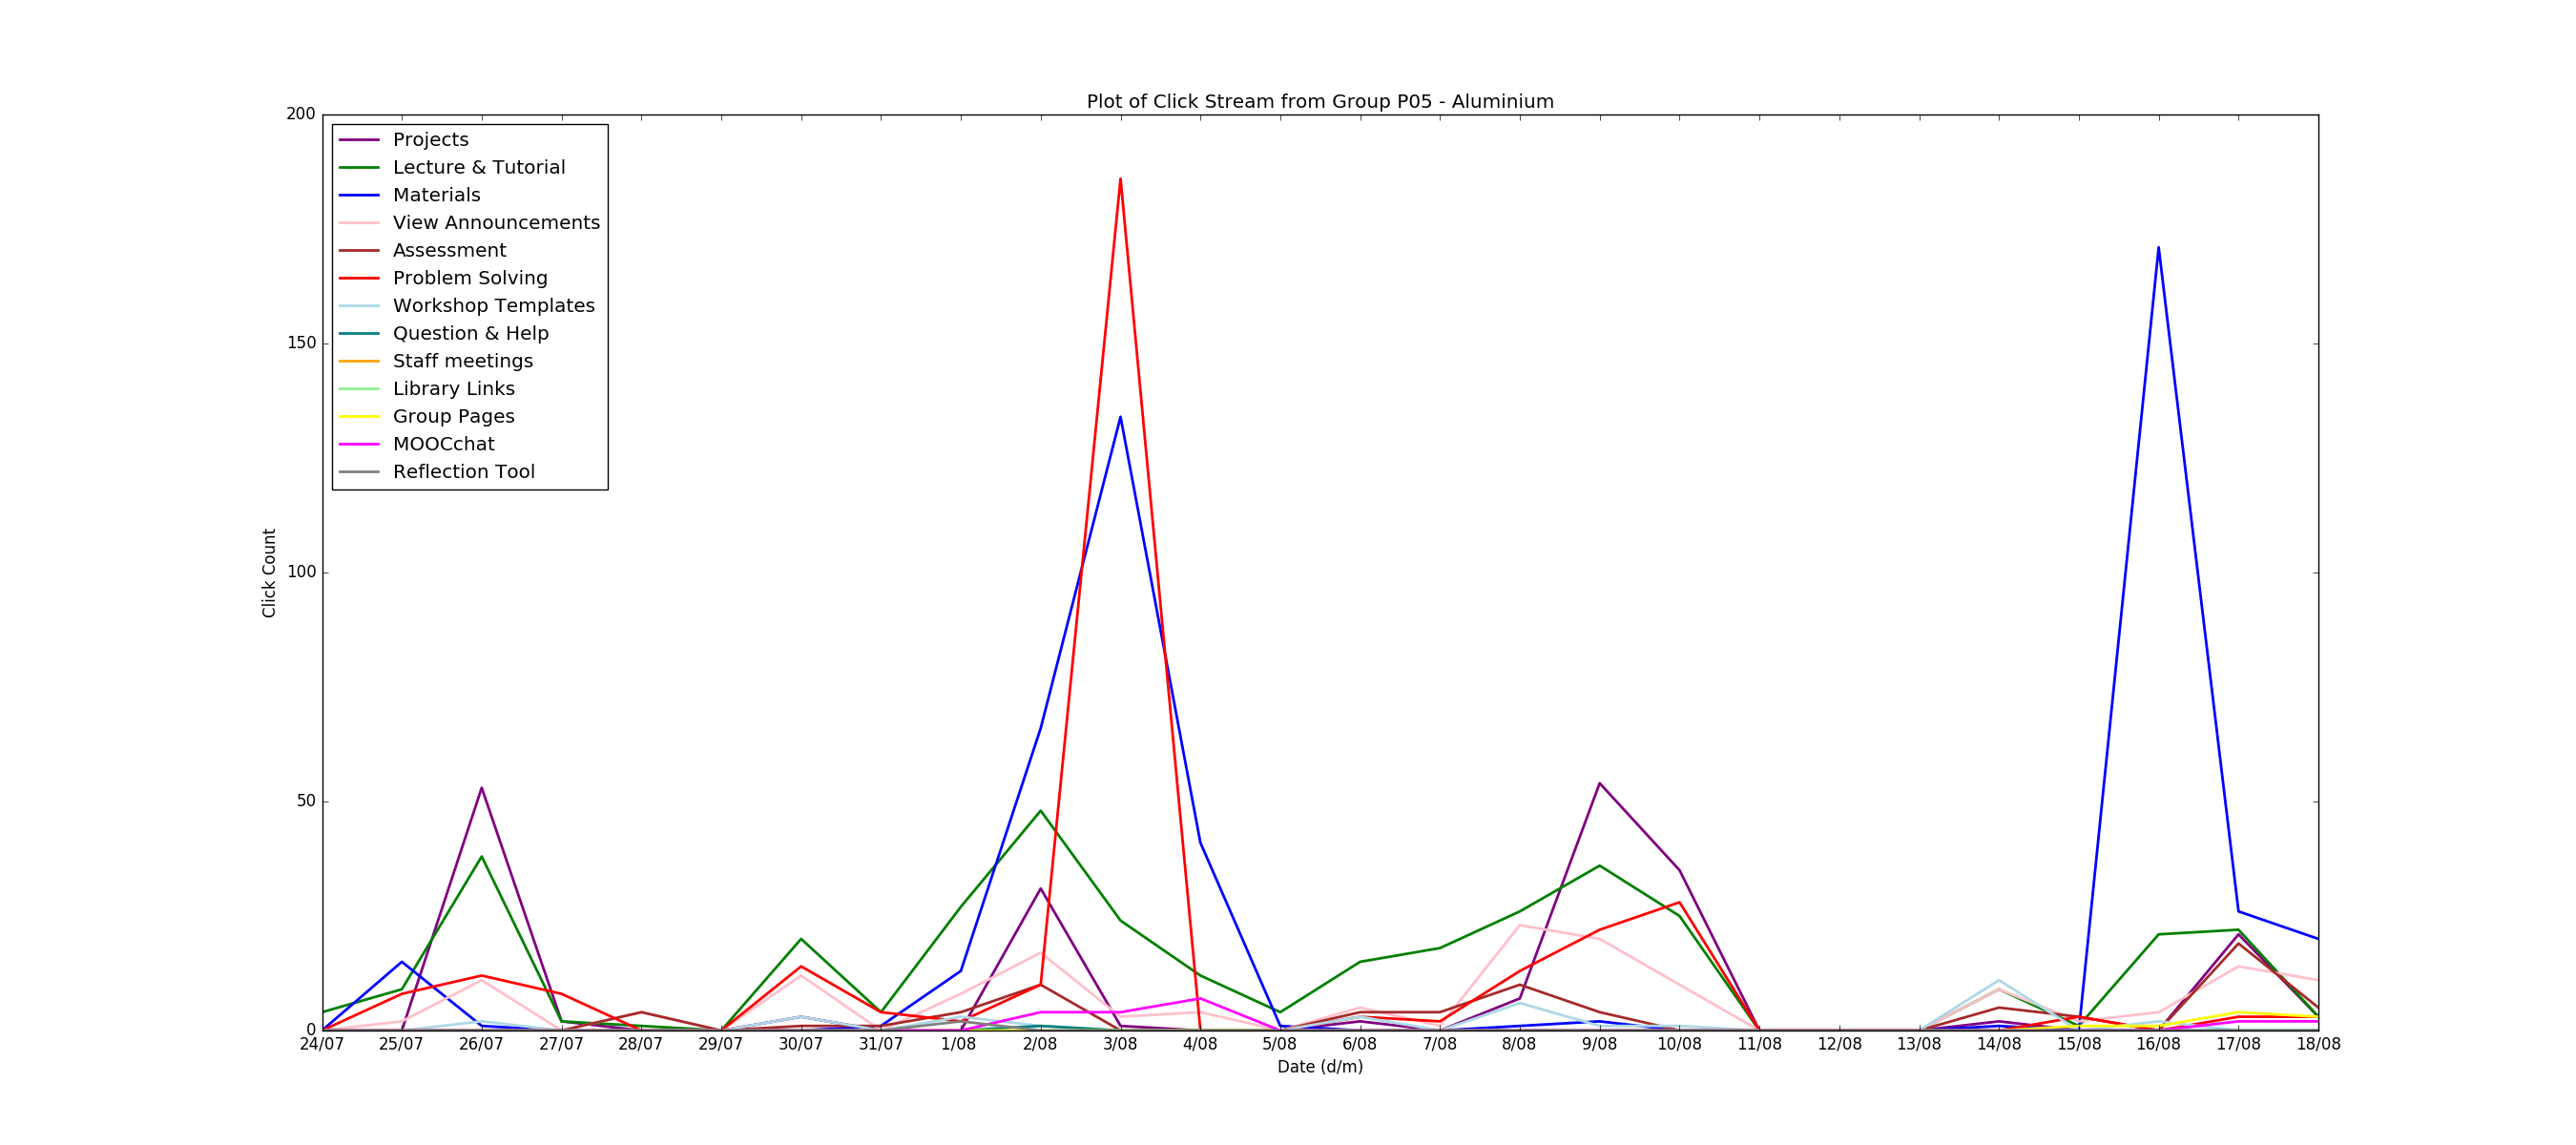 Plot of Click Stream from Group P05 - Aluminium
200
150
100
50
0
Click Count
Projects
Lecture & Tutorial
Materials
View Announcements
Assessment
Problem Solving
Workshop Templates
Question & Help
Staff meetings
Library Links
Group Pages
MOOCchat
Reflection Tool
24/07 25/07 26/07 27/07 28/07 29/07 30/07 31/07 1/08 2/08 3/08 4/08 5/08 6/08 7/08 8/08 9/08 10/08 11/08 12/08 13/08 14/08 15/08 16/08 17/08 18/08
Date (d/m)